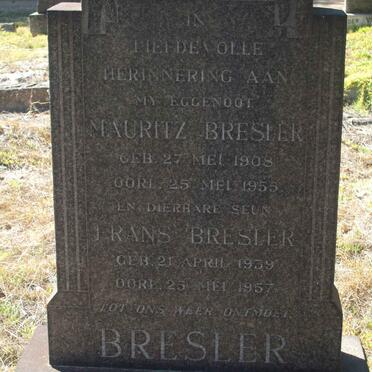 IN
LIEFDEVOLLE
HERINNERING AAN
MY EGGENOOT
MAURITZ BRESLER
GEB. 27 MEI 1908
OORL. 25 MEI 1955
EN DIERBARE SEUN
FRANS BRESLER
GEB. 21 APRIL 1939
OORL. 25 MEI 1957
TOT ONS WEER ONTMOET
BRESLER